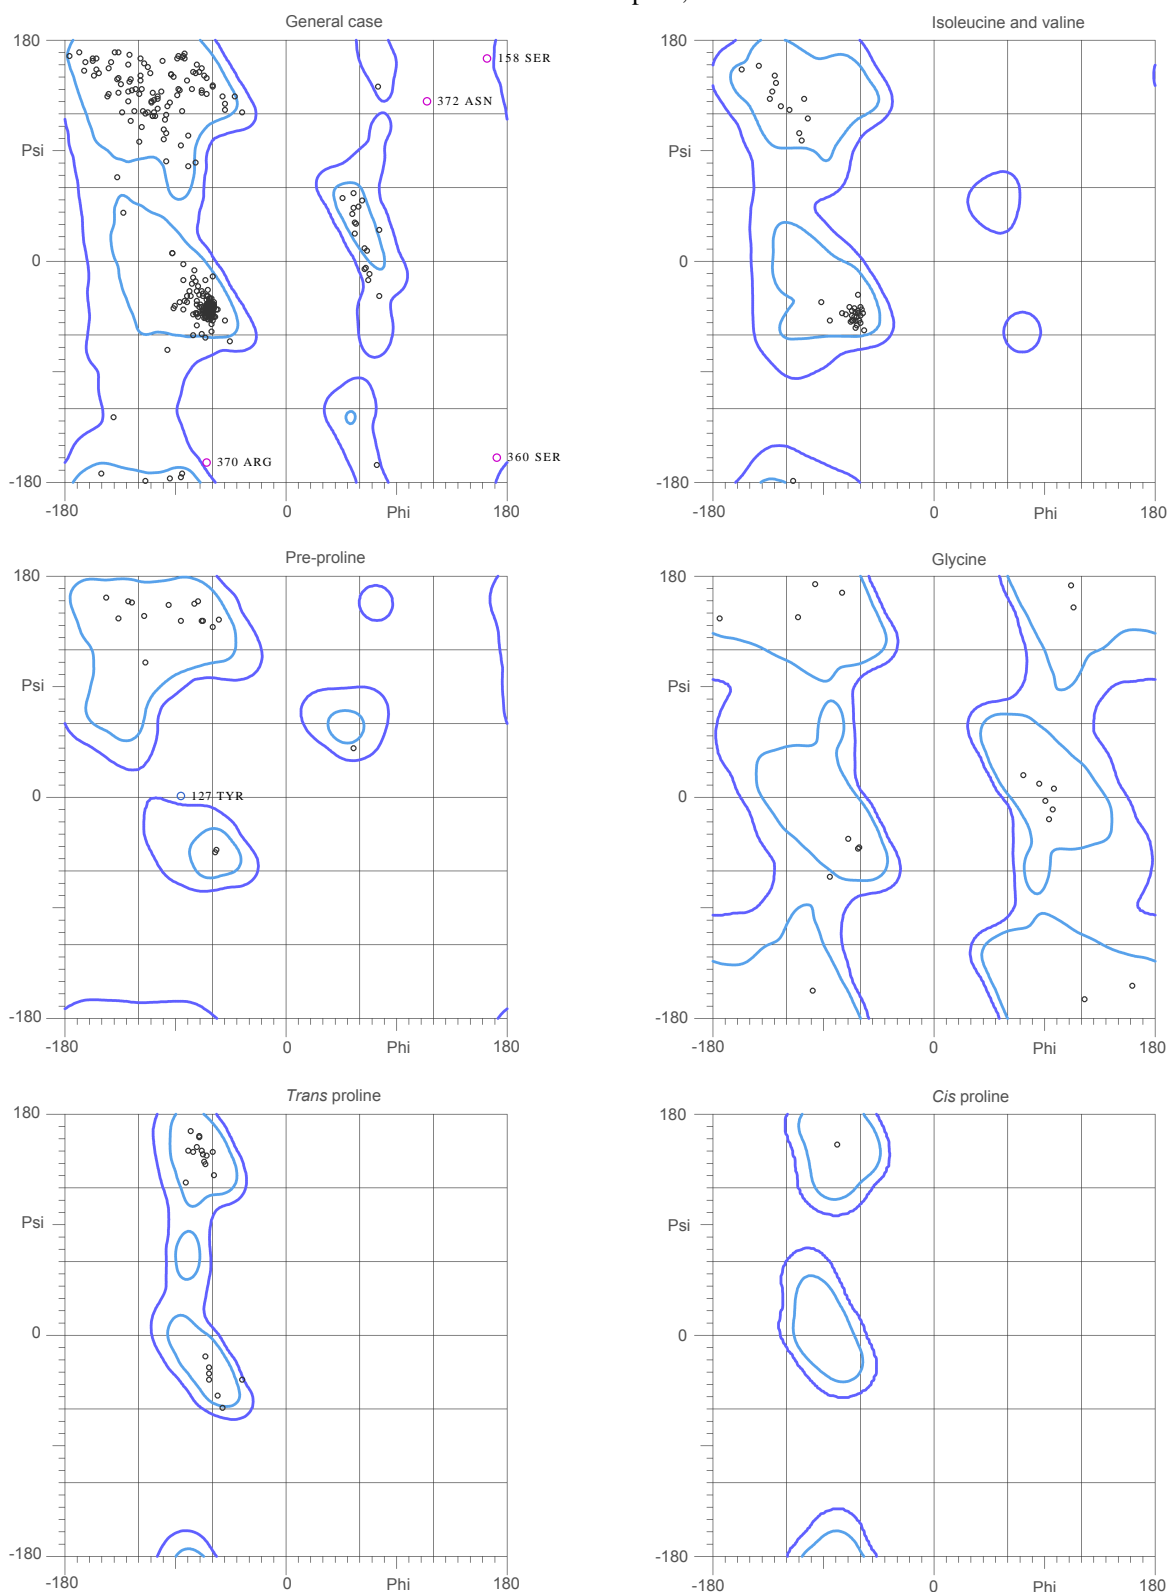 General case
Isoleucine and valine
180
158 SER
372 ASN
Psi
0
370 ARG
360 SER
-180
-180
0
Phi
180
180
Psi
0
-180
-180
0
Phi
180
Pre-proline
Glycine
180
Psi
0
127 TYR
-180
-180
0
Phi
180
180
Psi
0
-180
-180
0
Phi
180
Trans proline
Cis proline
180
Psi
0
-180
-180
0
Phi
180
180
Psi
0
-180
-180
0
Phi
180